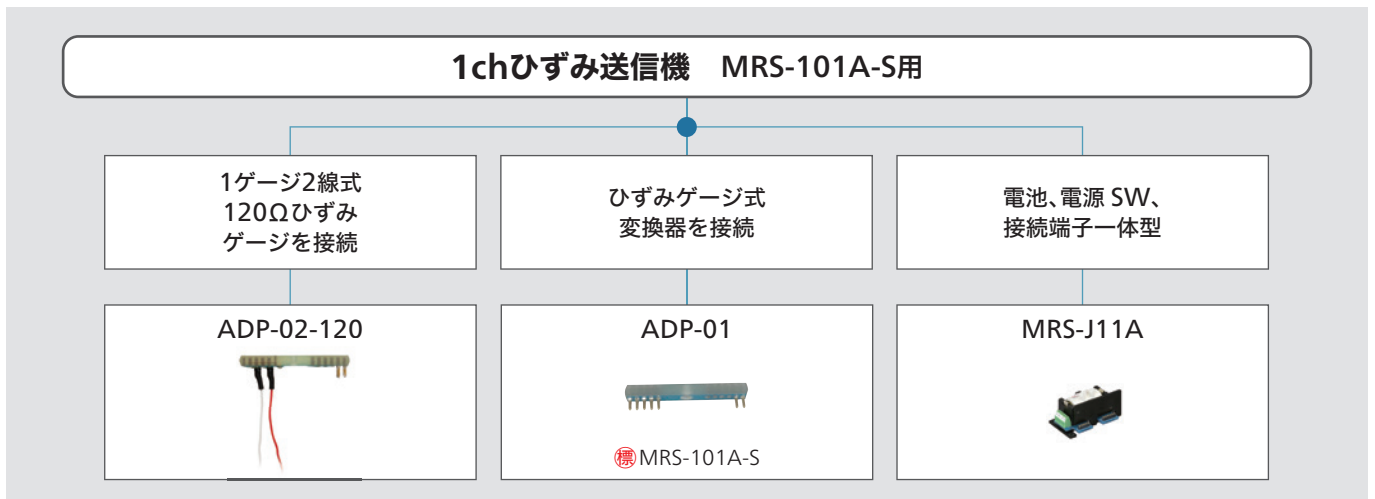 1chひずみ送信機 MRS-101A-S用
1ゲージ2線式
120Ωひずみ
ゲージを接続
ひずみゲージ式
変換器を接続
電池、電源 SW、
接続端子一体型
ADP-02-120
ADP-01
MRS-J11A
標MRS-101A-S